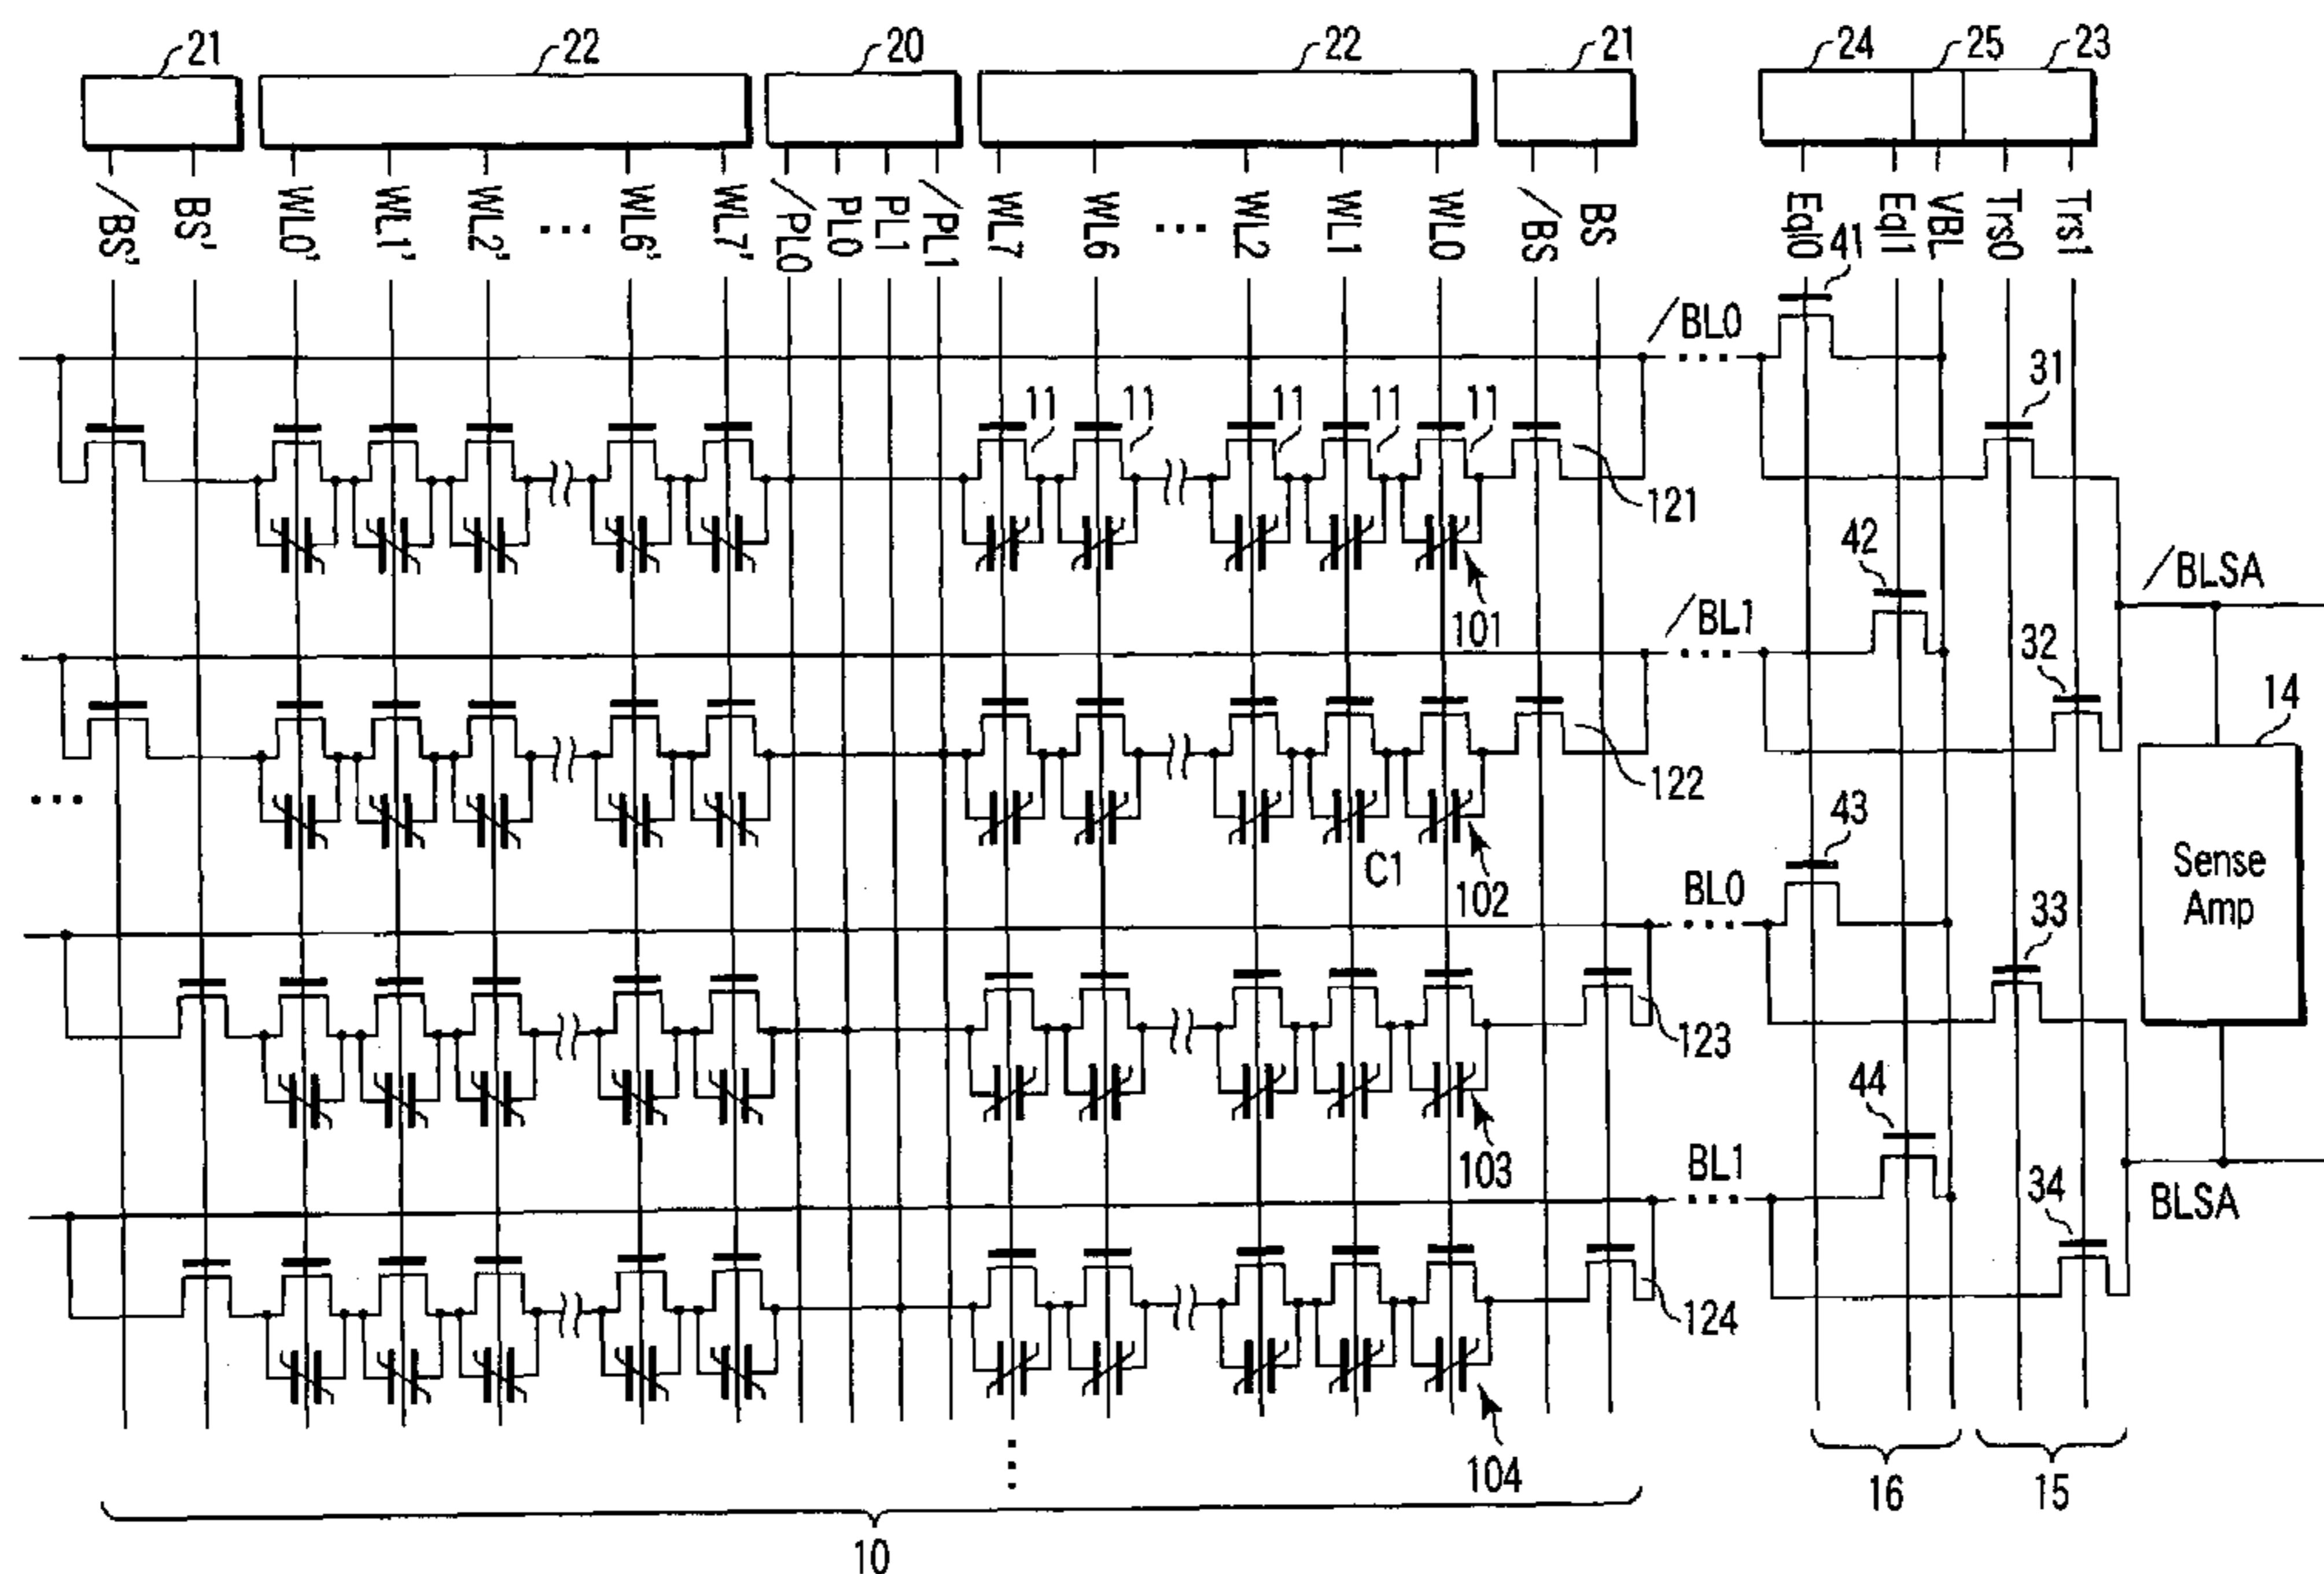 21 22 20 22 21 24 25 23
/BS' BS' WL0' WL1' WL2' ... WL6' WL7' /PL0 PL0 PL1 /PL1 WL7 WL6 ... WL2 WL1 WL0 /BS BS Eql0 Eql1 VBL Trs0 Trs1
41
/BL0 ...
31
11 11 11 11 11
121
42
/BLSA
101
/BL1
...
32
14
122
...
43
C1 102
Sense
Amp
BL0
...
33
123
44
103
BL1
...
34
BLSA
124
104
16 15
10